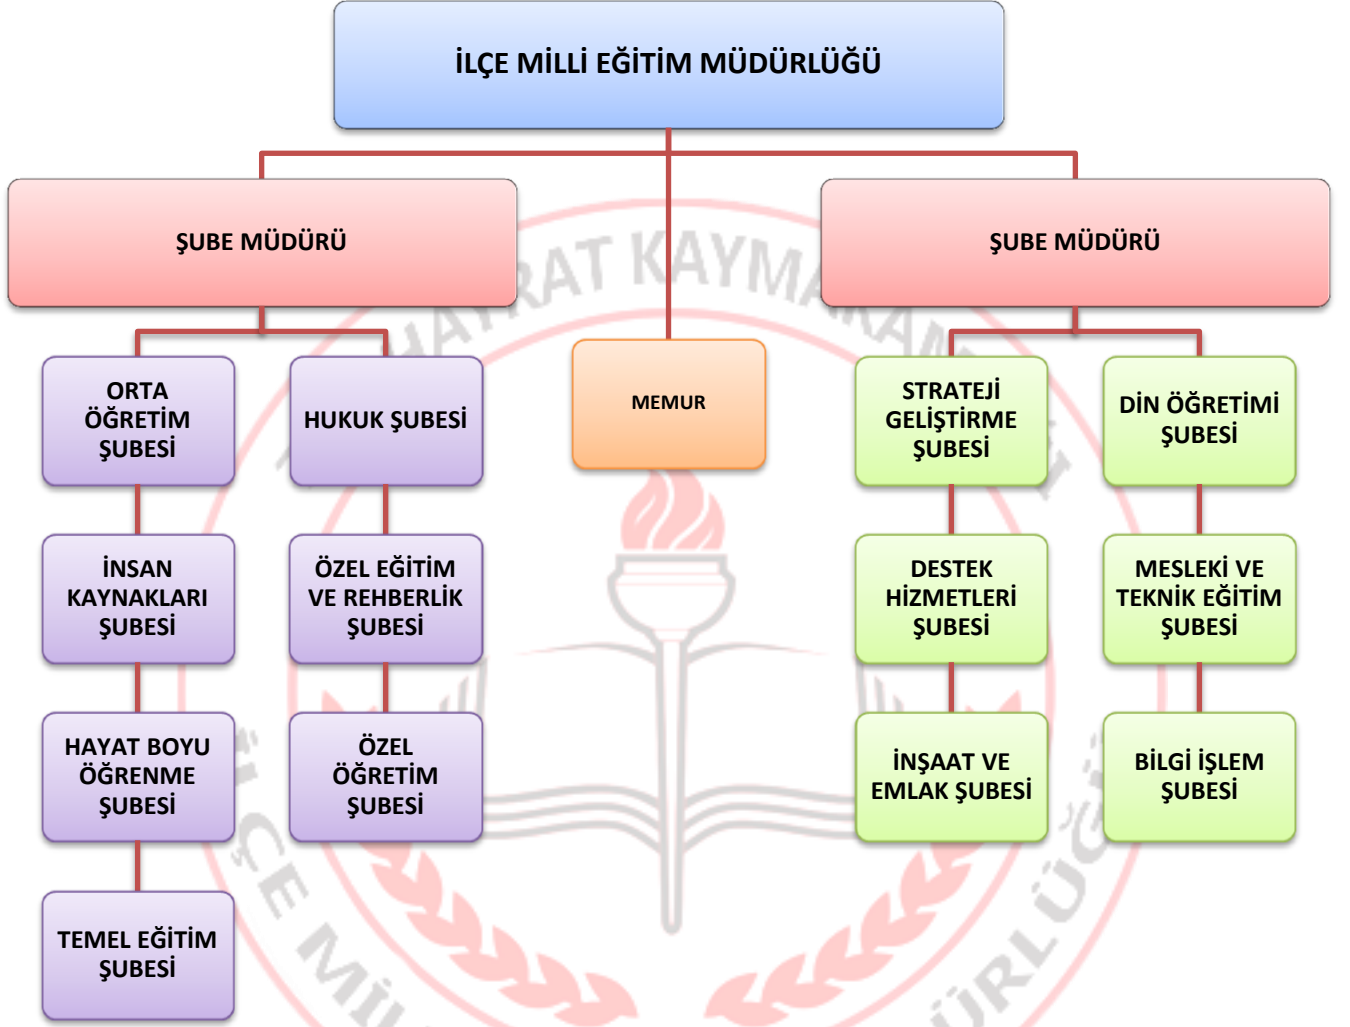 İLÇE MİLLİ EĞİTİM MÜDÜRLÜĞÜ
ŞUBE MÜDÜRÜ
ŞUBE MÜDÜRÜ
ORTA
ÖĞRETİM
ŞUBESİ
HUKUK ŞUBESİ
MEMUR
STRATEJİ
GELİŞTİRME
ŞUBESİ
DİN ÖĞRETİMİ
ŞUBESİ
İNSAN
KAYNAKLARI
ŞUBESİ
ÖZEL EĞİTİM
VE REHBERLİK
ŞUBESİ
DESTEK
HİZMETLERİ
ŞUBESİ
MESLEKİ VE
TEKNİK EĞİTİM
ŞUBESİ
HAYAT BOYU
ÖĞRENME
ŞUBESİ
ÖZEL
ÖĞRETİM
ŞUBESİ
İNŞAAT VE
EMLAK ŞUBESİ
BİLGİ İŞLEM
ŞUBESİ
TEMEL EĞİTİM
ŞUBESİ
HAYRAT
İLÇE